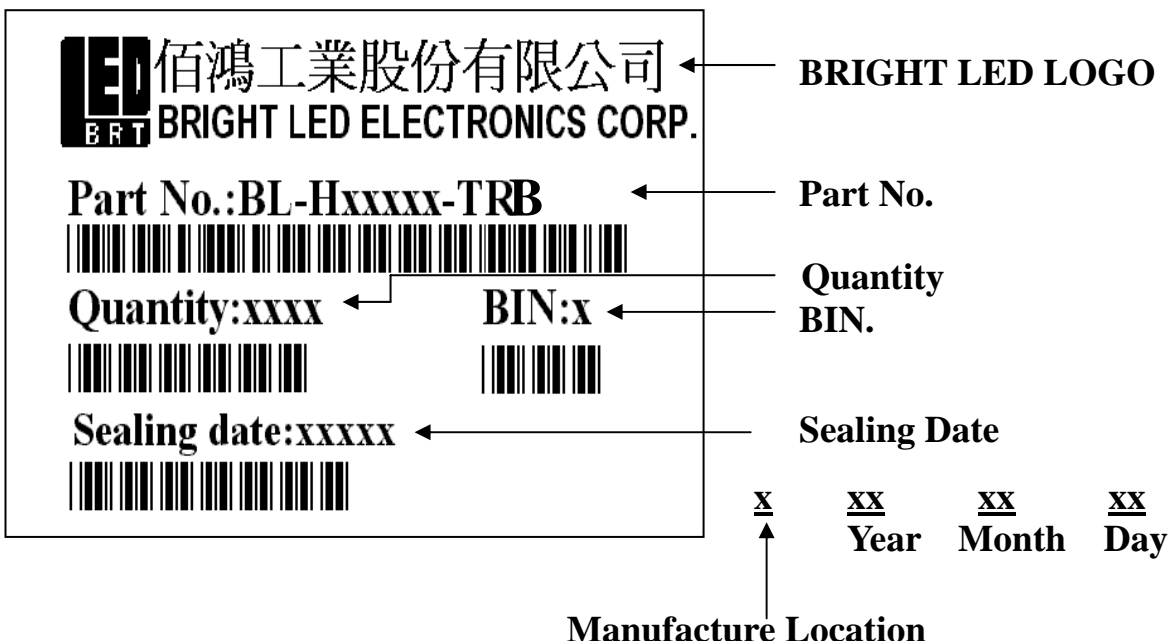 LED 佰鴻工業股份有限公司
BRT BRIGHT LED ELECTRONICS CORP.
BRIGHT LED LOGO
Part No.:BL-Hxxxxx-TRB
Part No.
Quantity:xxxx
BIN:x
Quantity
BIN.
Sealing date:xxxxx
Sealing Date
x xx xx xx
Year Month Day
Manufacture Location